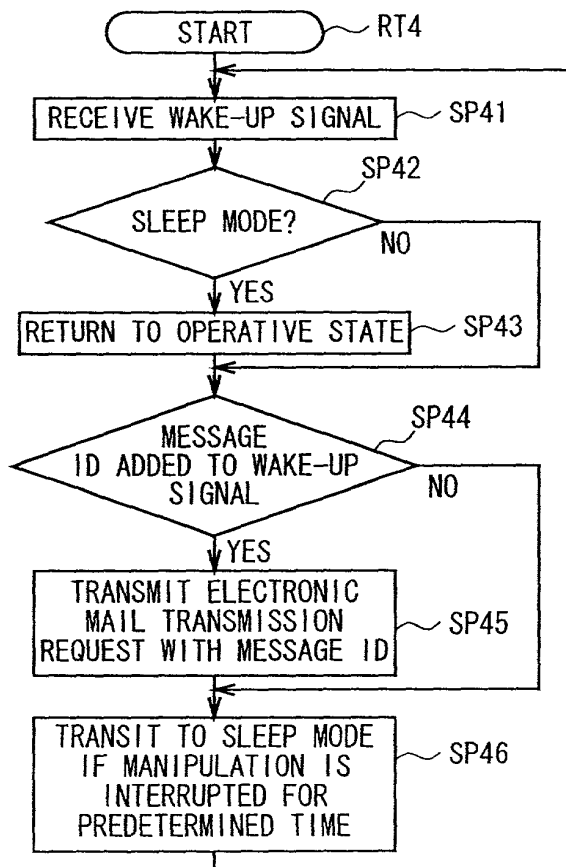 START
RT4
RECEIVE WAKE-UP SIGNAL
SP41
SP42
SLEEP MODE?
NO
YES
RETURN TO OPERATIVE STATE
SP43
SP44
MESSAGE
ID ADDED TO WAKE-UP
SIGNAL
NO
YES
TRANSMIT ELECTRONIC
MAIL TRANSMISSION
REQUEST WITH MESSAGE ID
SP45
TRANSIT TO SLEEP MODE
IF MANIPULATION IS
INTERRUPTED FOR
PREDETERMINED TIME
SP46